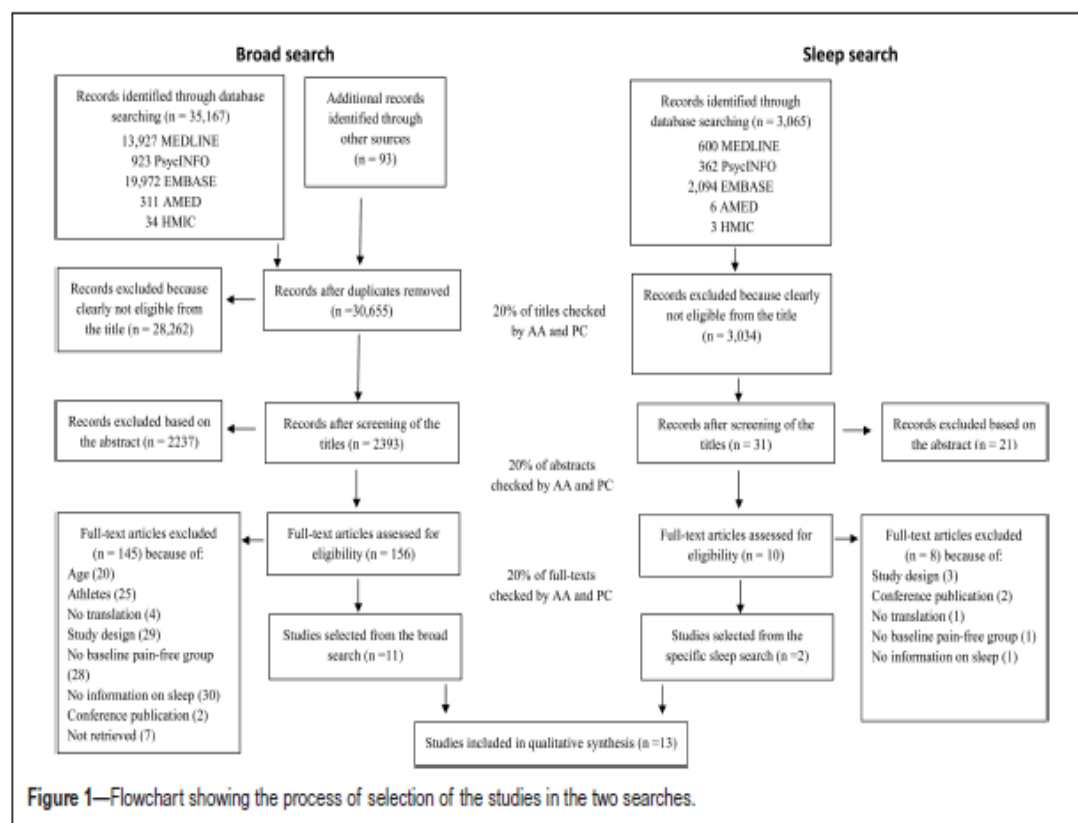 Broad search
Records identified through database
searching (n = 35,167)
13,927 MEDLINE
923 PsycINFO
19,972 EMBASE
311 AMED
34 HMIC
Additional records
identified through
other sources
(n = 93)
Records excluded because
clearly not eligible from
the title (n = 28,262)
Records after duplicates removed
(n =30,655)
Records excluded based on
the abstract (n = 2237)
Records after screening of the
titles (n = 2393)
Full-text articles excluded
(n = 145) because of:
Age (20)
Athletes (25)
No translation (4)
Study design (29)
No baseline pain-free group
(28)
No information on sleep (30)
Conference publication (2)
Not retrieved (7)
Full-text articles assessed for
eligibility (n = 156)
Studies selected from the broad
search (n =11)
20% of titles checked
by AA and PC
20% of abstracts
checked by AA and PC
20% of full-texts
checked by AA and PC
Sleep search
Records identified through
database searching (n = 3,065)
600 MEDLINE
362 PsycINFO
2,094 EMBASE
6 AMED
3 HMIC
Records excluded because clearly
not eligible from the title
(n = 3,034)
Records after screening of the
titles (n = 31)
Records excluded based on
the abstract (n = 21)
Full-text articles assessed for
eligibility (n = 10)
Full-text articles excluded
(n = 8) because of:
Study design (3)
Conference publication (2)
No translation (1)
No baseline pain-free group (1)
No information on sleep (1)
Studies selected from the
specific sleep search (n =2)
Studies included in qualitative synthesis (n =13)
Figure 1—Flowchart showing the process of selection of the studies in the two searches.